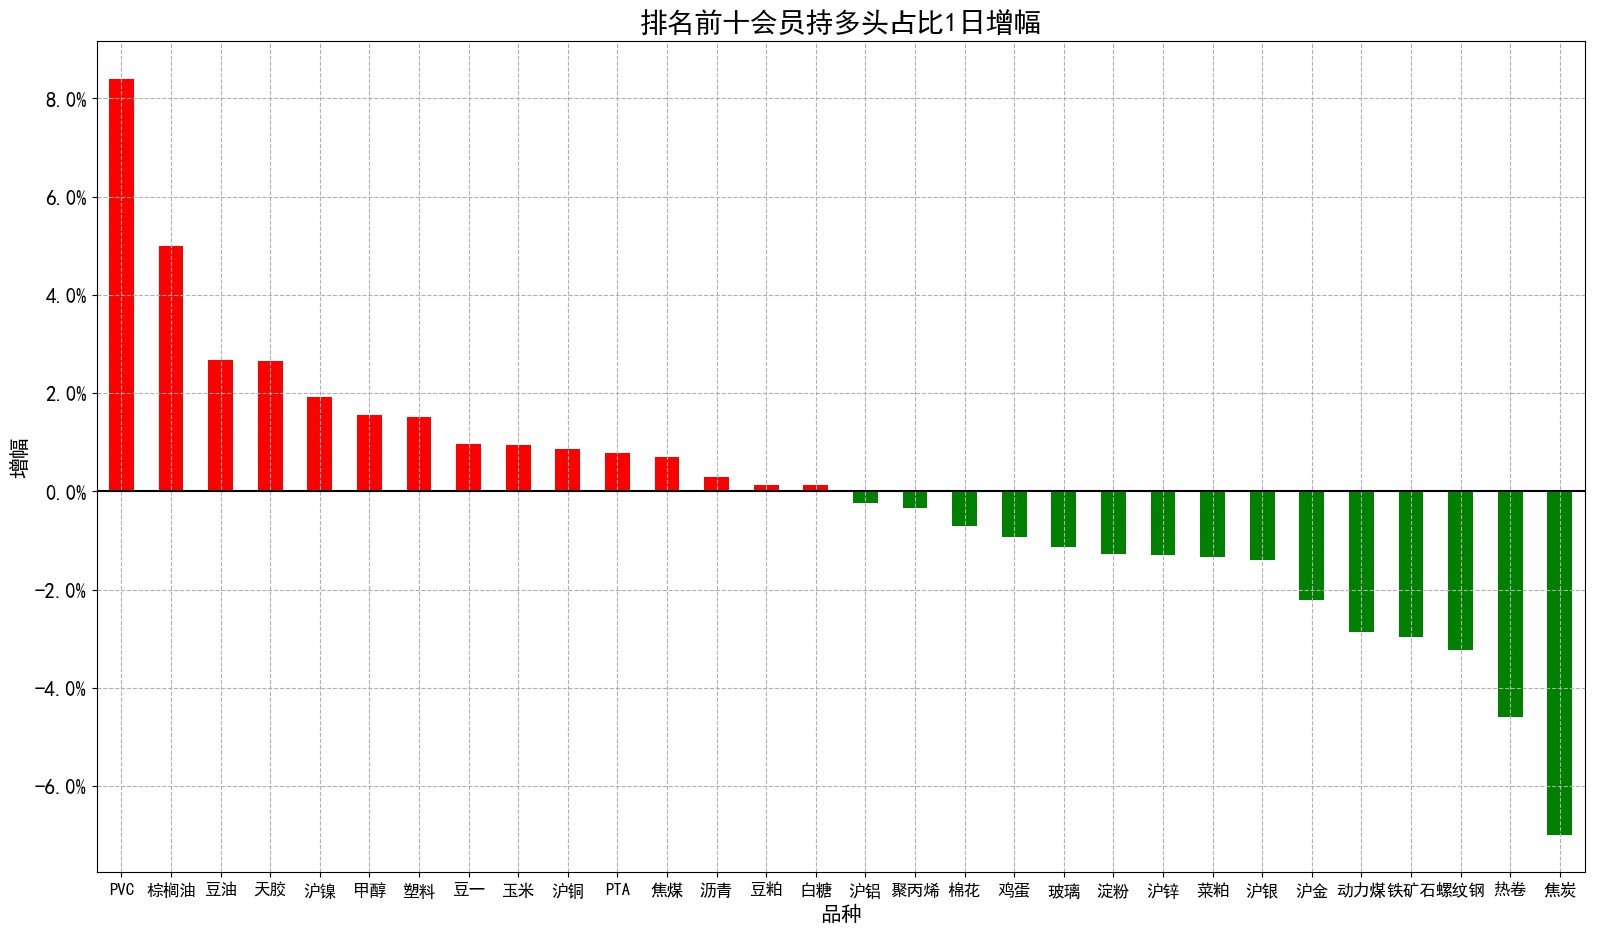 排名前十会员持多头占比1日增幅
8.0%
6.0%
4.0%
2.0%
0.0%
-2.0%
-4.0%
-6.0%
增幅
PVC 棕榈油 豆油 天胶 沪镍 甲醇 塑料 豆一 玉米 沪铜 PTA 焦煤 沥青 豆粕 白糖 沪铝 聚丙烯 棉花 鸡蛋 玻璃 淀粉 沪锌 菜粕 沪银 沪金 动力煤 铁矿石 螺纹钢 热卷 焦炭
品种